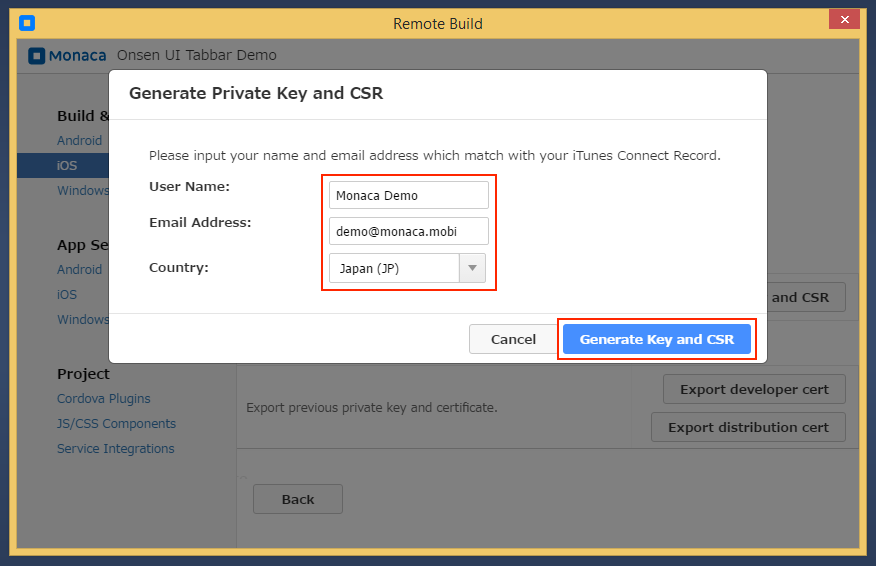 Remote Build
Monaca Onsen UI Tabbar Demo
Generate Private Key and CSR
Please input your name and email address which match with your iTunes Connect Record.
User Name:
Monaca Demo
Email Address:
demo@monaca.mobi
Country:
Japan (JP)
Cancel
Generate Key and CSR
Build &
Android
iOS
Windows
App Se
Android
iOS
Windows
Project
Cordova Plugins
JS/CSS Components
Service Integrations
and CSR
Export previous private key and certificate.
Export developer cert
Export distribution cert
Back